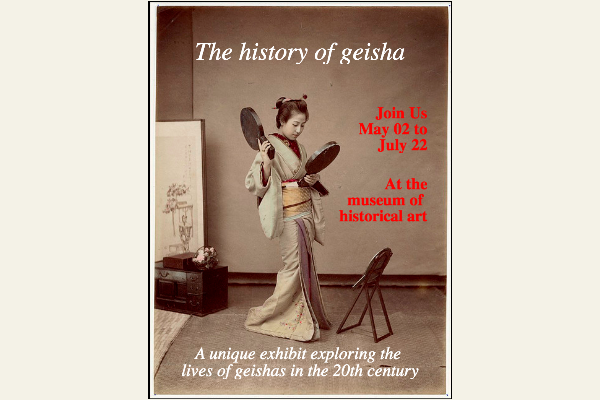 The history of geisha
Join Us
May 02 to
July 22
At the
museum of
historical art
A unique exhibit exploring the
lives of geishas in the 20th century